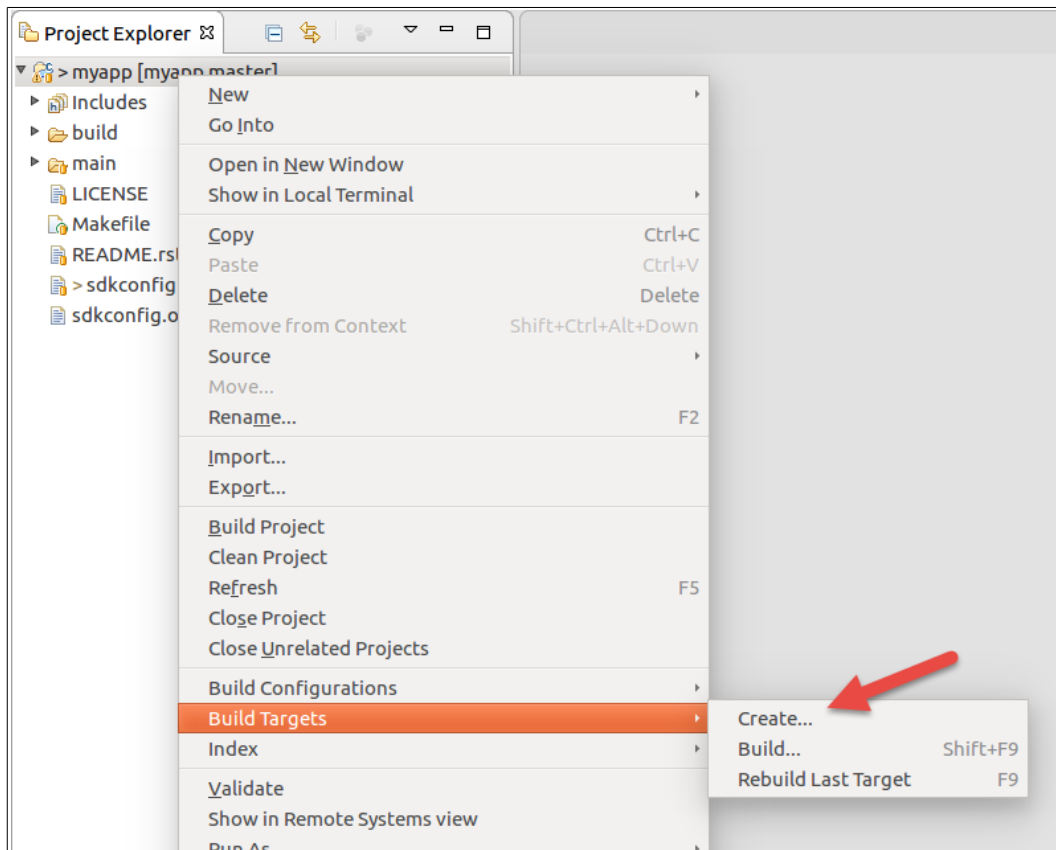 Project Explorer
> myapp [myapp master]
Includes
build
main
LICENSE
Makefile
README.rst
> sdkconfig
sdkconfig.o
New
Go Into
Open in New Window
Show in Local Terminal
Copy Ctrl+C
Paste Ctrl+V
Delete Delete
Remove from Context Shift+Ctrl+Alt+Down
Source
Move...
Rename... F2
Import...
Export...
Build Project
Clean Project
Refresh F5
Close Project
Close Unrelated Projects
Build Configurations
Build Targets
Index
Validate
Show in Remote Systems view
Run As
Create...
Build... Shift+F9
Rebuild Last Target F9